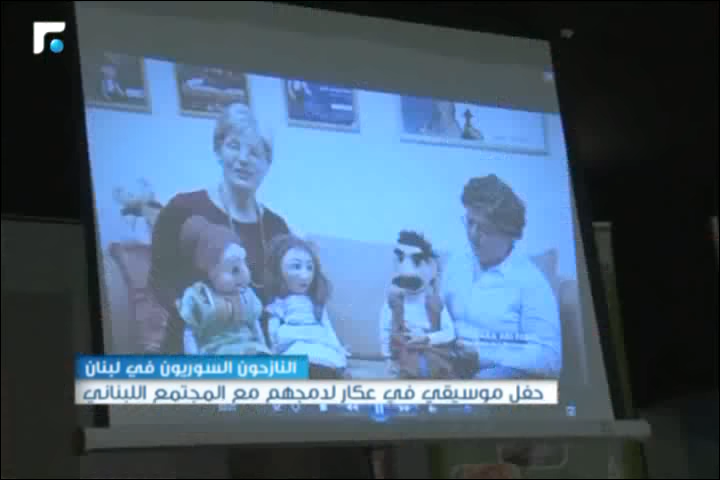 النازحون السوريون في لبنان
حفل موسيقي في عكار لدمجهم مع المجتمع اللبناني